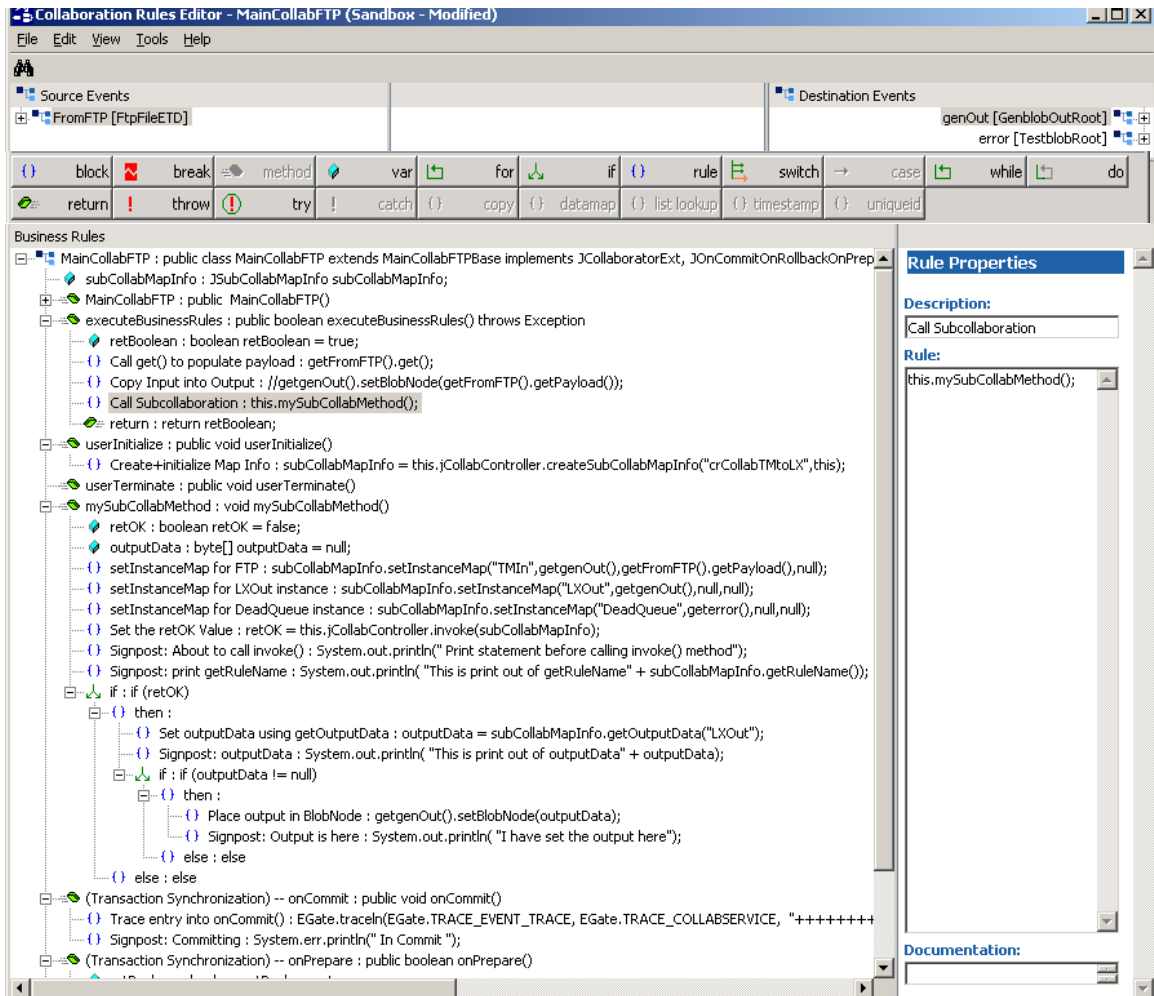 Collaboration Rules Editor - MainCollabFTP (Sandbox - Modified)
File Edit View Tools Help
Source Events
Destination Events
FromFTP [FtpFileETD]
genOut [GenblobOutRoot]
error [TestblobRoot]
block break method var for if rule switch case while do
return throw try catch copy datamap list lookup timestamp uniqueid
Business Rules
MainCollabFTP : public class MainCollabFTP extends MainCollabFTPBase implements JCollaboratorExt, JOnCommitOnRollbackOnPrep
subCollabMapInfo : JSubCollabMapInfo subCollabMapInfo;
MainCollabFTP : public MainCollabFTP()
executeBusinessRules : public boolean executeBusinessRules() throws Exception
retBoolean : boolean retBoolean = true;
{} Call get() to populate payload : getFromFTP().get();
{} Copy Input into Output : //getgenOut().setBlobNode(getFromFTP().getPayload());
{} Call Subcollaboration : this.mySubCollabMethod();
return : return retBoolean;
userInitialize : public void userInitialize()
{} Create+initialize Map Info : subCollabMapInfo = this.jCollabController.createSubCollabMapInfo("crCollabTMtoLX",this);
userTerminate : public void userTerminate()
mySubCollabMethod : void mySubCollabMethod()
retOK : boolean retOK = false;
outputData : byte[] outputData = null;
{} setInstanceMap for FTP : subCollabMapInfo.setInstanceMap("TMIn",getgenOut(),getFromFTP().getPayload(),null);
{} setInstanceMap for LXOut instance : subCollabMapInfo.setInstanceMap("LXOut",getgenOut(),null,null);
{} setInstanceMap for DeadQueue instance : subCollabMapInfo.setInstanceMap("DeadQueue",geterror(),null,null);
{} Set the retOK Value : retOK = this.jCollabController.invoke(subCollabMapInfo);
{} Signpost: About to call invoke() : System.out.println(" Print statement before calling invoke() method");
{} Signpost: print getRuleName : System.out.println( "This is print out of getRuleName" + subCollabMapInfo.getRuleName());
if : if (retOK)
{} then :
{} Set outputData using getOutputData : outputData = subCollabMapInfo.getOutputData("LXOut");
{} Signpost: outputData : System.out.println( "This is print out of outputData" + outputData);
if : if (outputData != null)
{} then :
{} Place output in BlobNode : getgenOut().setBlobNode(outputData);
{} Signpost: Output is here : System.out.println( "I have set the output here");
{} else : else
{} else : else
(Transaction Synchronization) -- onCommit : public void onCommit()
{} Trace entry into onCommit() : EGate.traceln(EGate.TRACE_EVENT_TRACE, EGate.TRACE_COLLABSERVICE, "++++++++
{} Signpost: Committing : System.err.println(" In Commit ");
(Transaction Synchronization) -- onPrepare : public boolean onPrepare()
Rule Properties
Description:
Call Subcollaboration
Rule:
this.mySubCollabMethod();
Documentation: